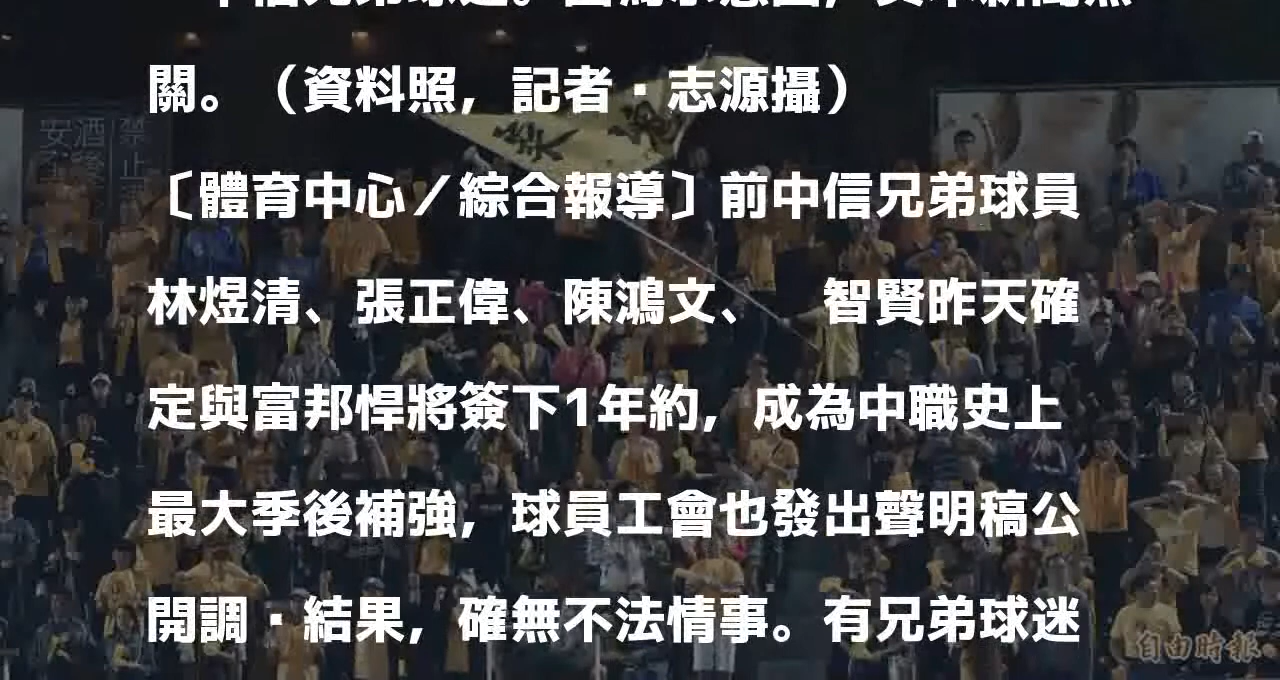 關。（資料照，記者·志源攝）
〔體育中心／綜合報導〕前中信兄弟球員
林煜清、張正偉、陳鴻文、　智賢昨天確
定與富邦悍將簽下1年約，成為中職史上
最大季後補強，球員工會也發出聲明稿公
開調·結果，確無不法情事。有兄弟球迷
自由時報